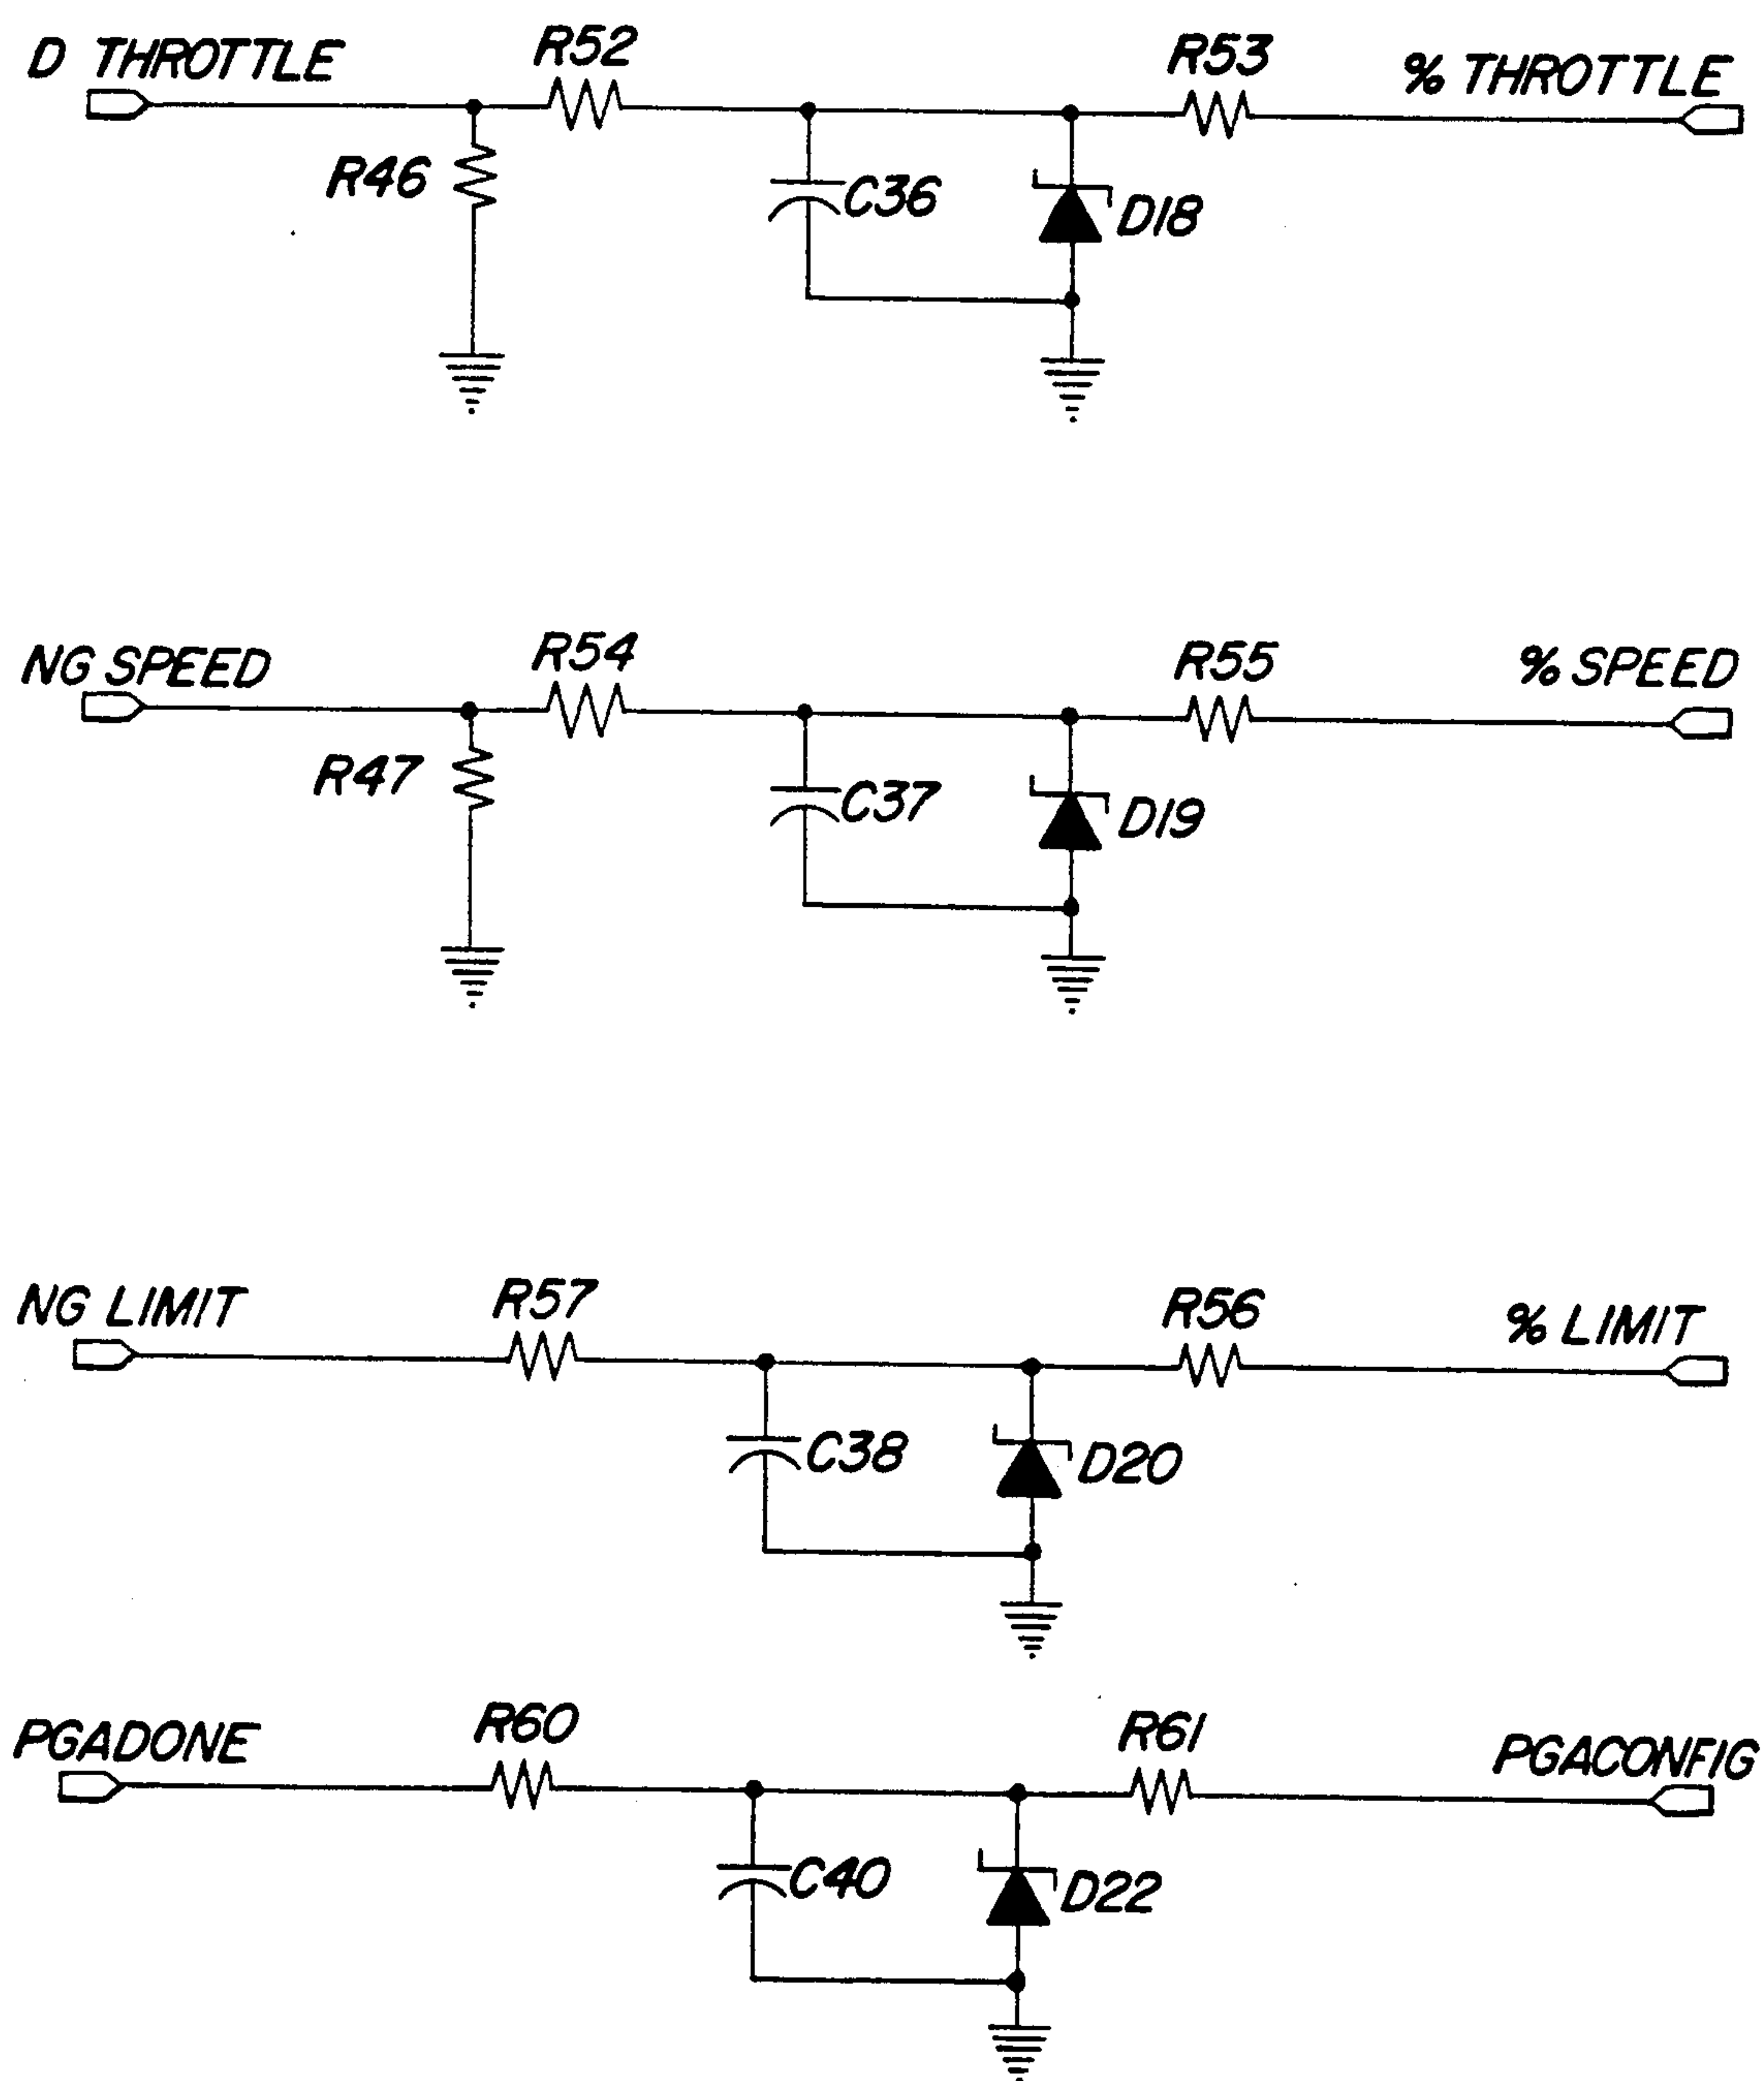 D THROTTLE
R52
R53
% THROTTLE
R46
C36
D18
NG SPEED
R54
R55
% SPEED
R47
C37
D19
NG LIMIT
R57
R56
% LIMIT
C38
D20
PGADONE
R60
R61
PGACONFIG
C40
D22